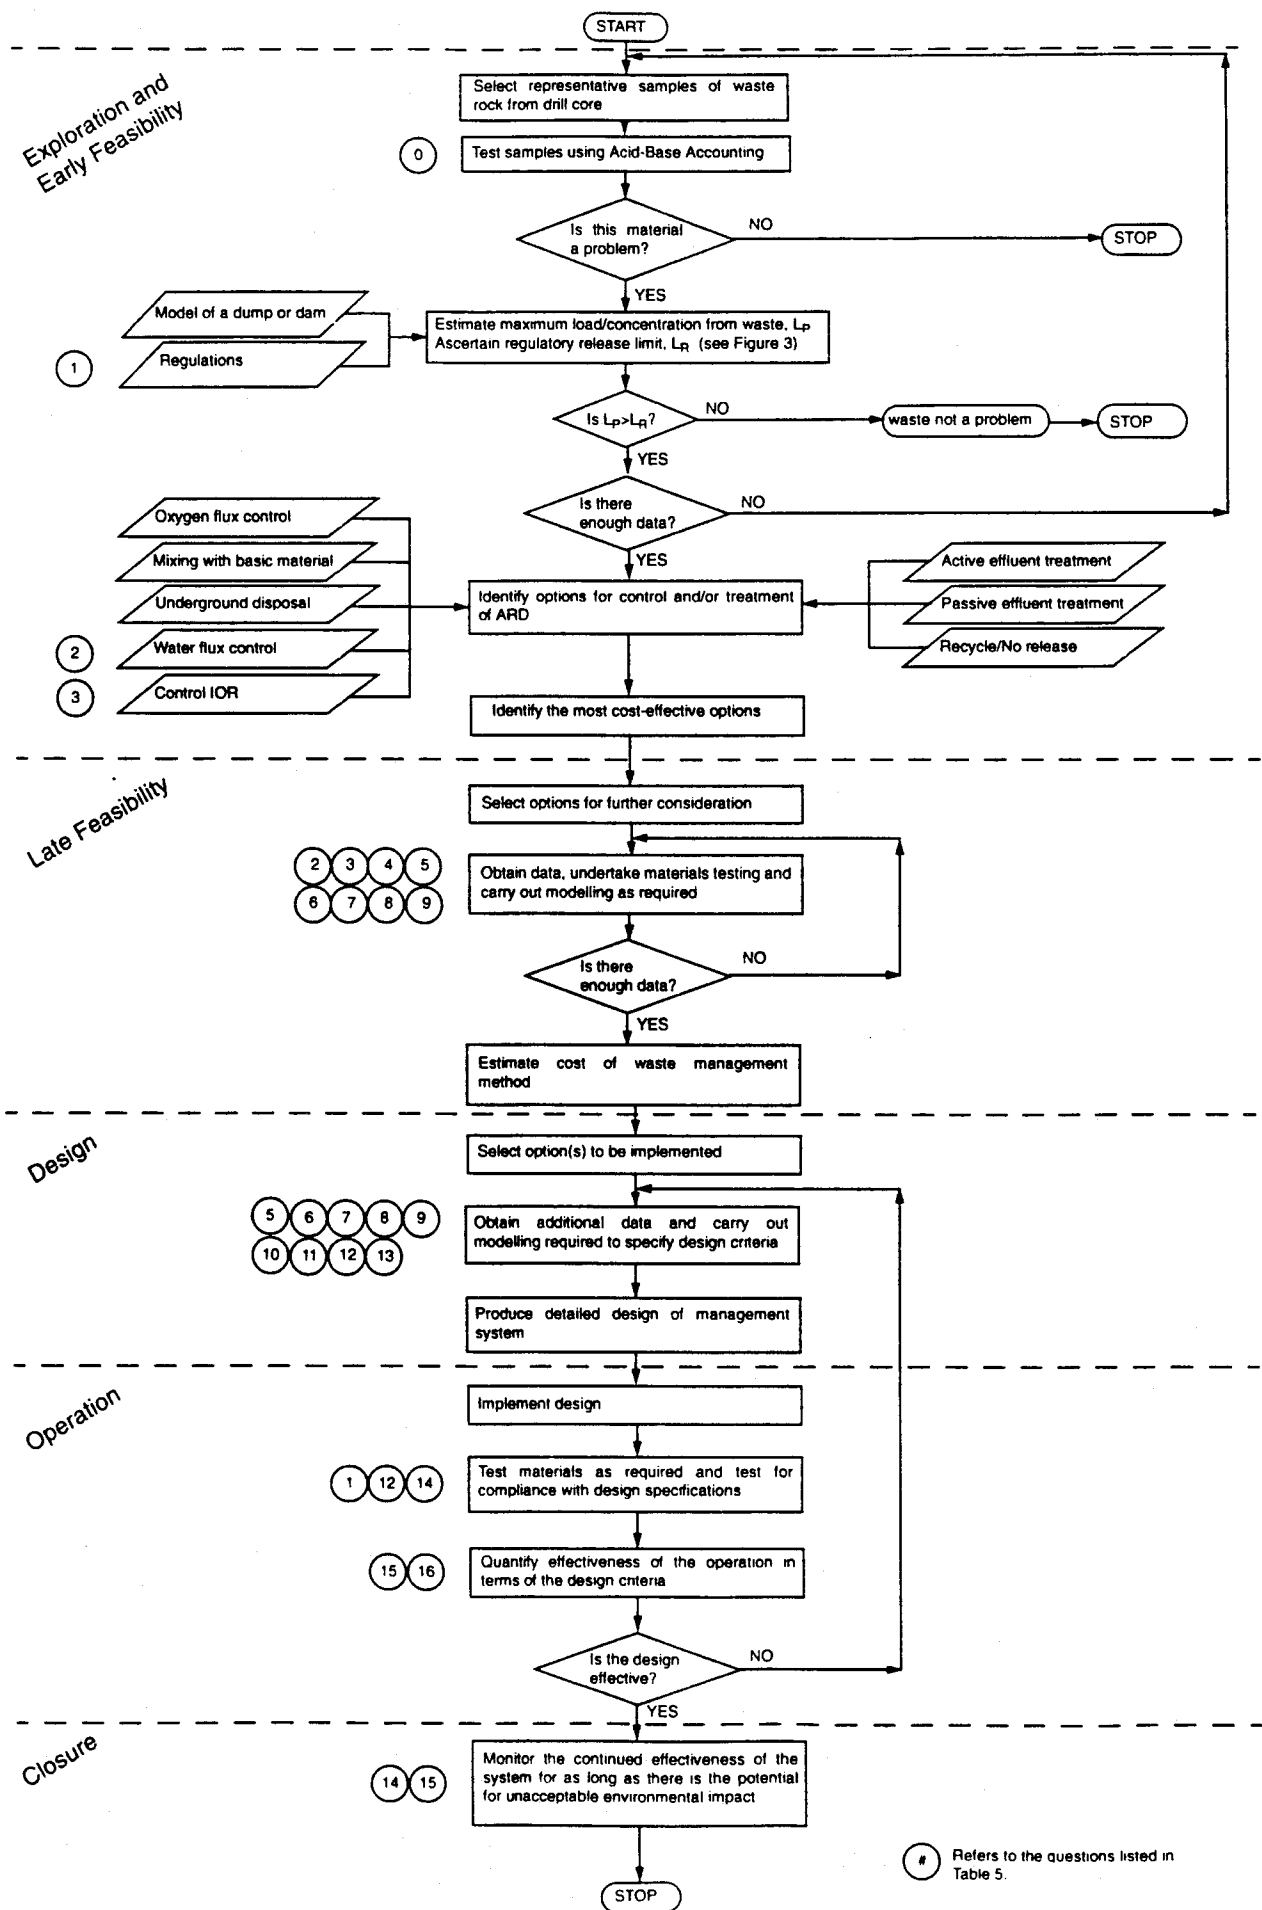 START
Exploration and
Early Feasibility
Select representative samples of waste
rock from drill core
0
Test samples using Acid-Base Accounting
Is this material
a problem?
NO
STOP
YES
Model of a dump or dam
Regulations
1
Estimate maximum load/concentration from waste, LP
Ascertain regulatory release limit, LR (see Figure 3)
Is LP>LR?
NO
waste not a problem
STOP
YES
Is there
enough data?
NO
YES
Oxygen flux control
Mixing with basic material
Underground disposal
2
Water flux control
3
Control IOR
Identify options for control and/or treatment
of ARD
Active effluent treatment
Passive effluent treatment
Recycle/No release
Identify the most cost-effective options
Late Feasibility
Select options for further consideration
2 3 4 5
6 7 8 9
Obtain data, undertake materials testing and
carry out modelling as required
Is there
enough data?
NO
YES
Estimate cost of waste management
method
Design
Select option(s) to be implemented
5 6 7 8 9
10 11 12 13
Obtain additional data and carry out
modelling required to specify design criteria
Produce detailed design of management
system
Operation
Implement design
1 12 14
Test materials as required and test for
compliance with design specifications
15 16
Quantify effectiveness of the operation in
terms of the design criteria
Is the design
effective?
NO
YES
Closure
14 15
Monitor the continued effectiveness of the
system for as long as there is the potential
for unacceptable environmental impact
STOP
# Refers to the questions listed in
Table 5.